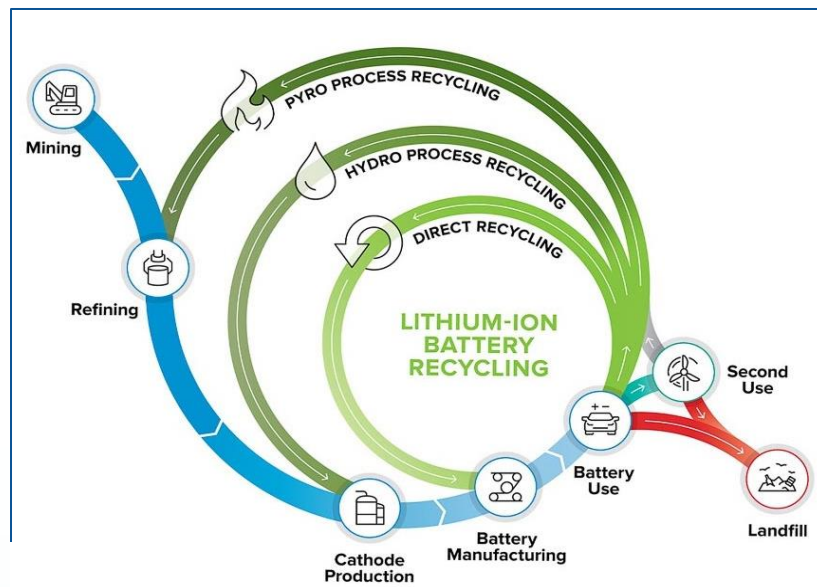 PYRO PROCESS RECYCLING
Mining
HYDRO PROCESS RECYCLING
DIRECT RECYCLING
Refining
LITHIUM-ION
BATTERY
RECYCLING
Second
Use
Battery
Use
Landfill
Battery
Manufacturing
Cathode
Production